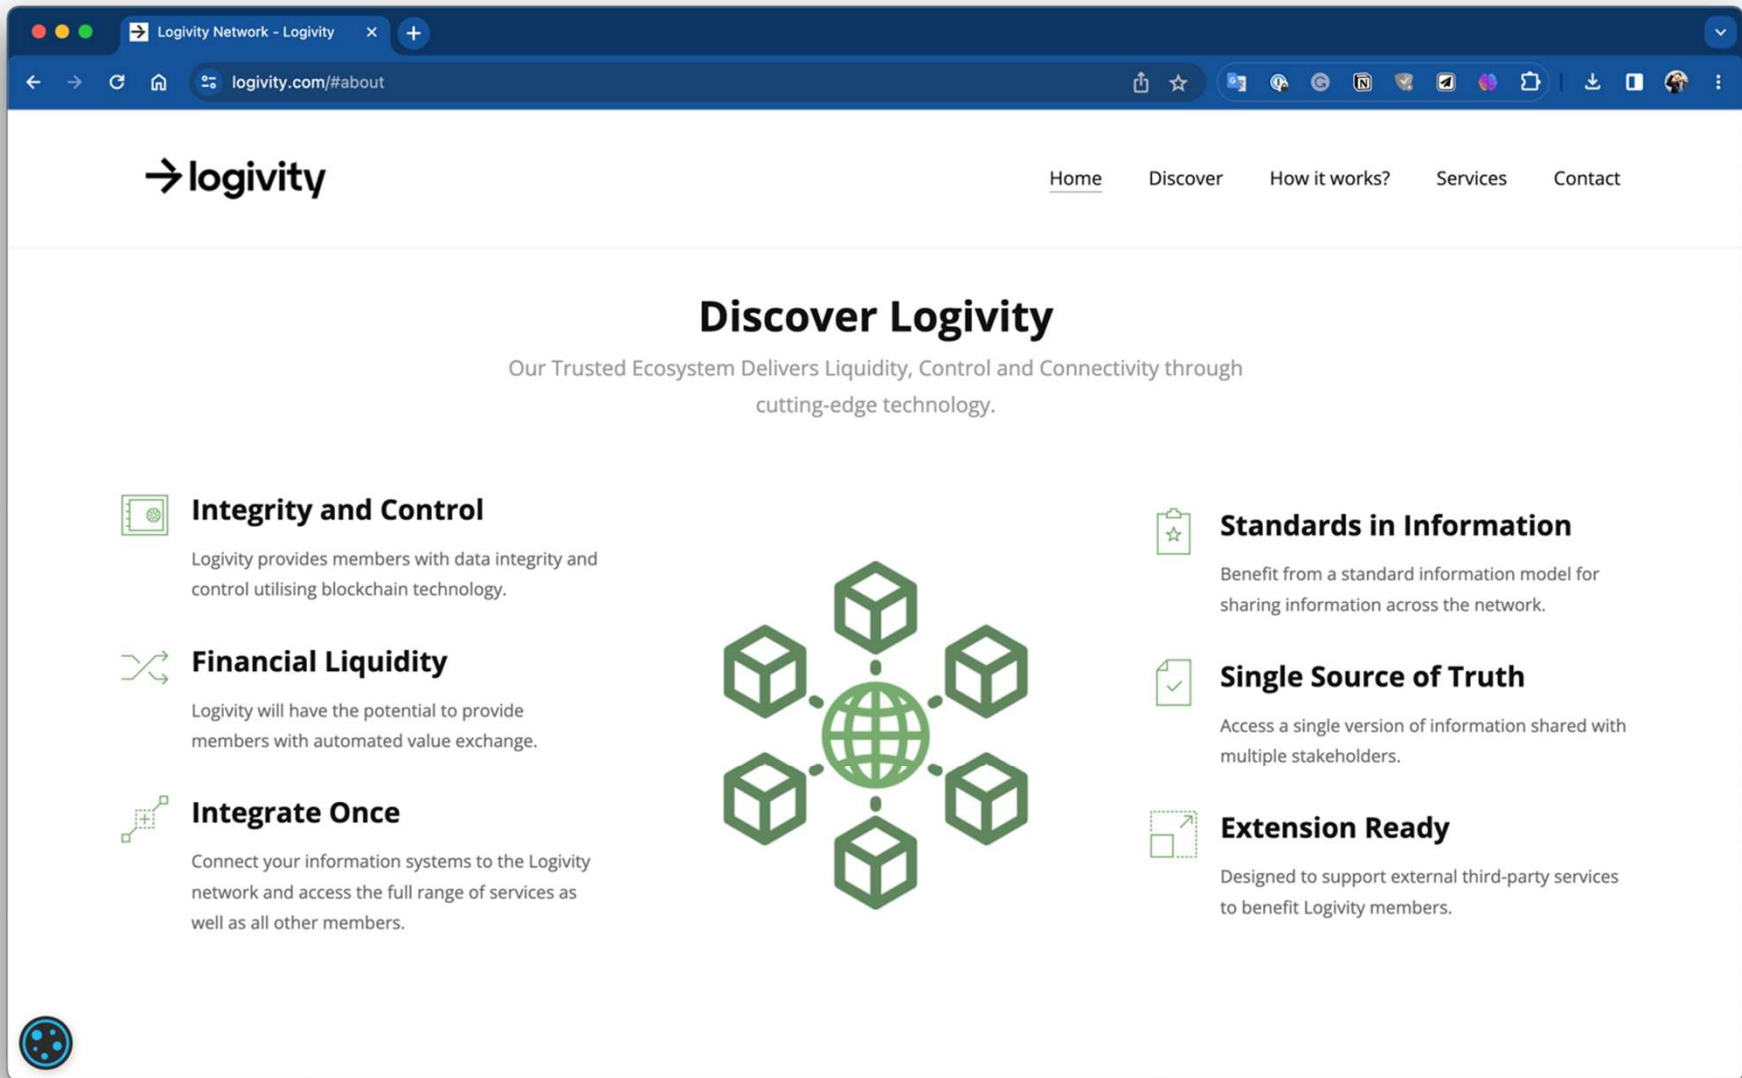 Logivity Network - Logivity
logivity.com/#about
logivity
Home Discover How it works? Services Contact
Discover Logivity
Our Trusted Ecosystem Delivers Liquidity, Control and Connectivity through
cutting-edge technology.
Integrity and Control
Logivity provides members with data integrity and
control utilising blockchain technology.
Financial Liquidity
Logivity will have the potential to provide
members with automated value exchange.
Integrate Once
Connect your information systems to the Logivity
network and access the full range of services as
well as all other members.
Standards in Information
Benefit from a standard information model for
sharing information across the network.
Single Source of Truth
Access a single version of information shared with
multiple stakeholders.
Extension Ready
Designed to support external third-party services
to benefit Logivity members.